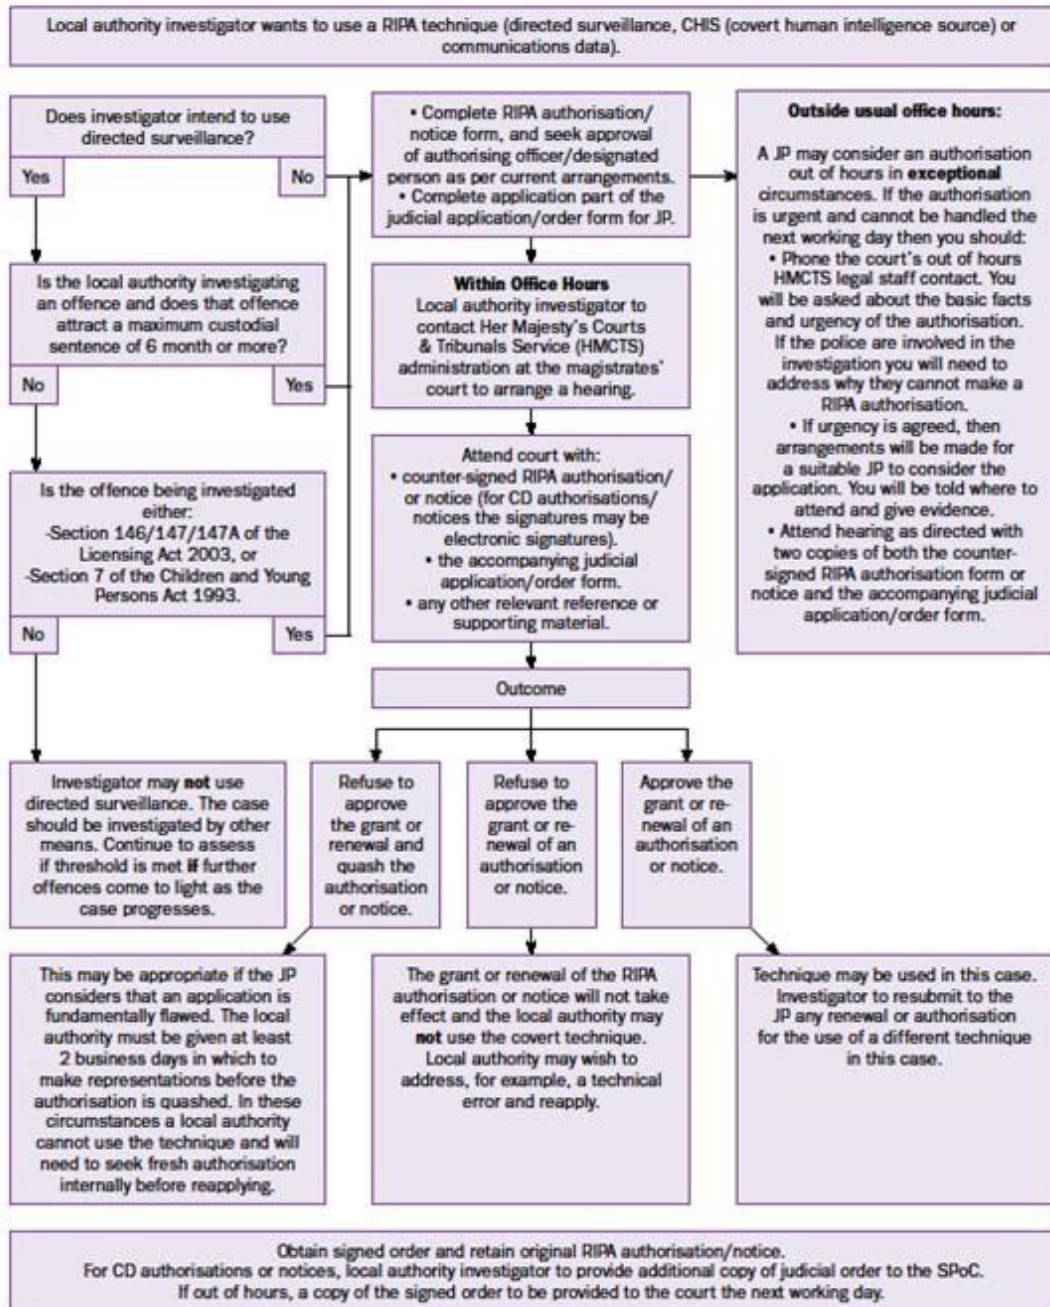 Local authority investigator wants to use a RIPA technique (directed surveillance, CHIS (covert human intelligence source) or
communications data).
Does investigator intend to use
directed surveillance?
Yes
No
Is the local authority investigating
an offence and does that offence
attract a maximum custodial
sentence of 6 month or more?
No
Yes
Is the offence being investigated
either:
-Section 146/147/147A of the
Licensing Act 2003, or
-Section 7 of the Children and Young
Persons Act 1993.
No
Yes
• Complete RIPA authorisation/
notice form, and seek approval
of authorising officer/designated
person as per current arrangements.
• Complete application part of the
judicial application/order form for JP.
Within Office Hours
Local authority investigator to
contact Her Majesty's Courts
& Tribunals Service (HMCTS)
administration at the magistrates'
court to arrange a hearing.
Attend court with:
• counter-signed RIPA authorisation/
or notice (for CD authorisations/
notices the signatures may be
electronic signatures).
• the accompanying judicial
application/order form.
• any other relevant reference or
supporting material.
Outside usual office hours:
A JP may consider an authorisation
out of hours in exceptional
circumstances. If the authorisation
is urgent and cannot be handled the
next working day then you should:
• Phone the court's out of hours
HMCTS legal staff contact. You
will be asked about the basic facts
and urgency of the authorisation.
If the police are involved in the
investigation you will need to
address why they cannot make a
RIPA authorisation.
• If urgency is agreed, then
arrangements will be made for
a suitable JP to consider the
application. You will be told where to
attend and give evidence.
• Attend hearing as directed with
two copies of both the counter-
signed RIPA authorisation form or
notice and the accompanying judicial
application/order form.
Outcome
Investigator may not use
directed surveillance. The case
should be investigated by other
means. Continue to assess
if threshold is met if further
offences come to light as the
case progresses.
Refuse to
approve
the grant or
renewal and
quash the
authorisation
or notice.
Refuse to
approve the
grant or re-
newal of an
authorisation
or notice.
Approve the
grant or re-
newal of an
authorisation
or notice.
This may be appropriate if the JP
considers that an application is
fundamentally flawed. The local
authority must be given at least
2 business days in which to
make representations before the
authorisation is quashed. In these
circumstances a local authority
cannot use the technique and will
need to seek fresh authorisation
internally before reapplying.
The grant or renewal of the RIPA
authorisation or notice will not take
effect and the local authority may
not use the covert technique.
Local authority may wish to
address, for example, a technical
error and reapply.
Technique may be used in this case.
Investigator to resubmit to the
JP any renewal or authorisation
for the use of a different technique
in this case.
Obtain signed order and retain original RIPA authorisation/notice.
For CD authorisations or notices, local authority investigator to provide additional copy of judicial order to the SPoC.
If out of hours, a copy of the signed order to be provided to the court the next working day.